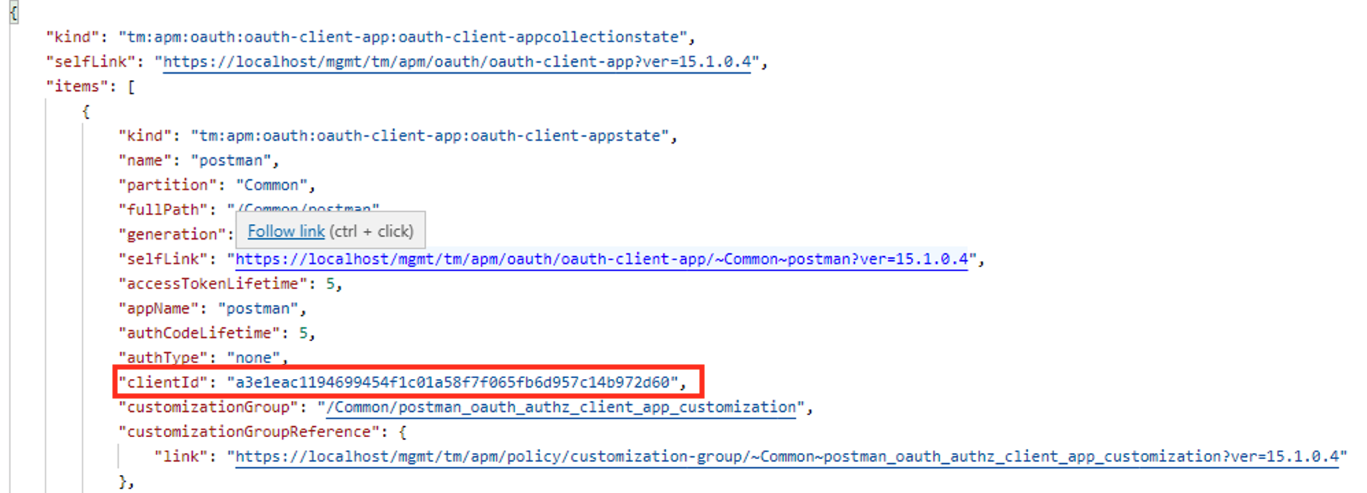 {
"kind": "tm:apm:oauth:oauth-client-app:oauth-client-appcollectionstate",
"selfLink": "https://localhost/mgmt/tm/apm/oauth/oauth-client-app?ver=15.1.0.4",
"items": [
{
"kind": "tm:apm:oauth:oauth-client-app:oauth-client-appstate",
"name": "postman",
"partition": "Common",
"fullPath": "/Common/postman"
"generation":
Follow link (ctrl + click)
"selfLink": "https://localhost/mgmt/tm/apm/oauth/oauth-client-app/~Common~postman?ver=15.1.0.4",
"accessTokenLifetime": 5,
"appName": "postman",
"authCodeLifetime": 5,
"authType": "none",
"clientId": "a3e1eac1194699454f1c01a58f7f065fb6d957c14b972d60",
"customizationGroup": "/Common/postman_oauth_authz_client_app_customization",
"customizationGroupReference": {
"link": "https://localhost/mgmt/tm/apm/policy/customization-group/~Common~postman_oauth_authz_client_app_customization?ver=15.1.0.4"
},